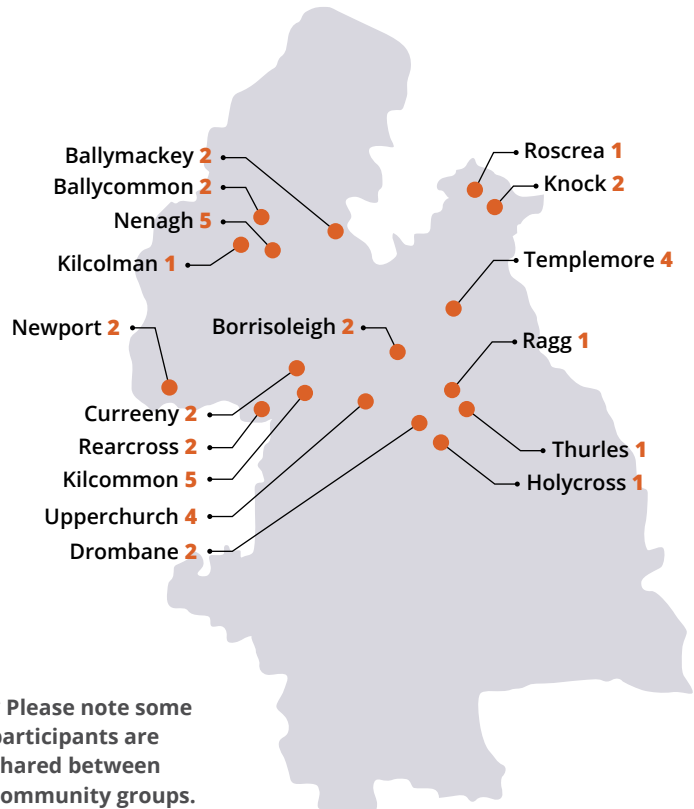 Ballymackey 2
Ballycommon 2
Nenagh 5
Kilcolman 1
Newport 2
Borrisoleigh 2
Curreeny 2
Rearcross 2
Kilcommon 5
Upperchurch 4
Drombane 2
Roscrea 1
Knock 2
Templemore 4
Ragg 1
Thurles 1
Holycross 1
Please note some
participants are
hared between
ommunity groups.